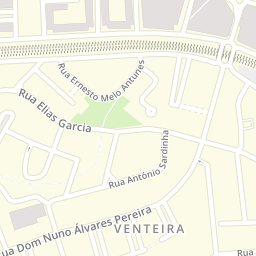 Rua Ernesto Melo Antunes
Rua Elias Garcia
Rua António Sardinha
Rua Dom Nuno Álvares Pereira
VENTEIRA